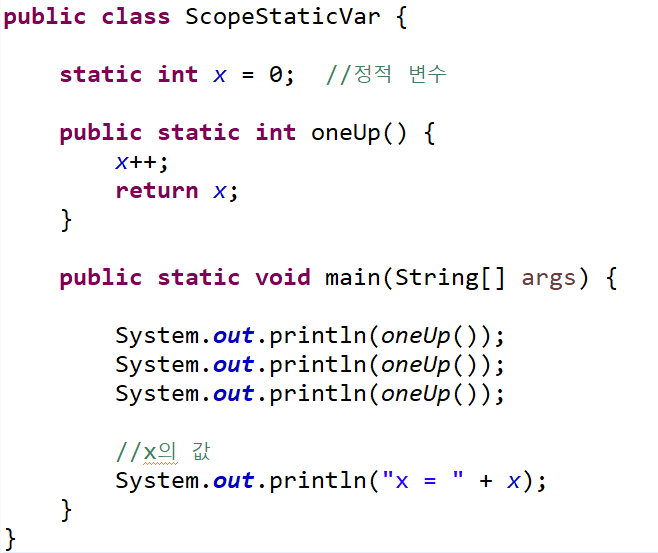 public class ScopeStaticVar {
static int x = 0;  //정적 변수
public static int oneUp() {
x++;
return x;
}
public static void main(String[] args) {
System.out.println(oneUp());
System.out.println(oneUp());
System.out.println(oneUp());
//x의 값
System.out.println("x = " + x);
}
}